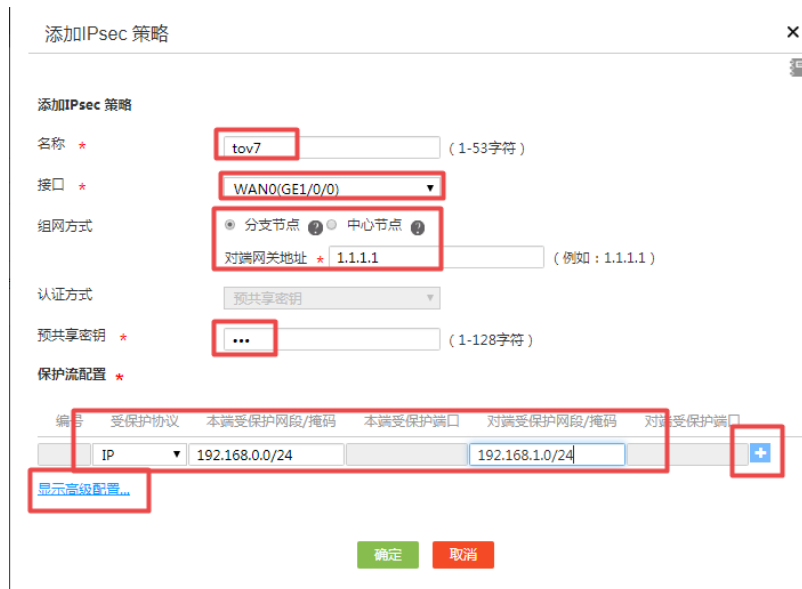 添加IPsec 策略
×
添加IPsec 策略
名称 * tov7 (1-53字符)
接口 * WAN0(GE1/0/0)
组网方式 分支节点 ? 中心节点 ?
对端网关地址 * 1.1.1.1 (例如：1.1.1.1)
认证方式 预共享密钥
预共享密钥 * ••• (1-128字符)
保护流配置 *
编号 受保护协议 本端受保护网段/掩码 本端受保护端口 对端受保护网段/掩码 对端受保护端口
IP 192.168.0.0/24 192.168.1.0/24 +
显示高级配置...
确定 取消